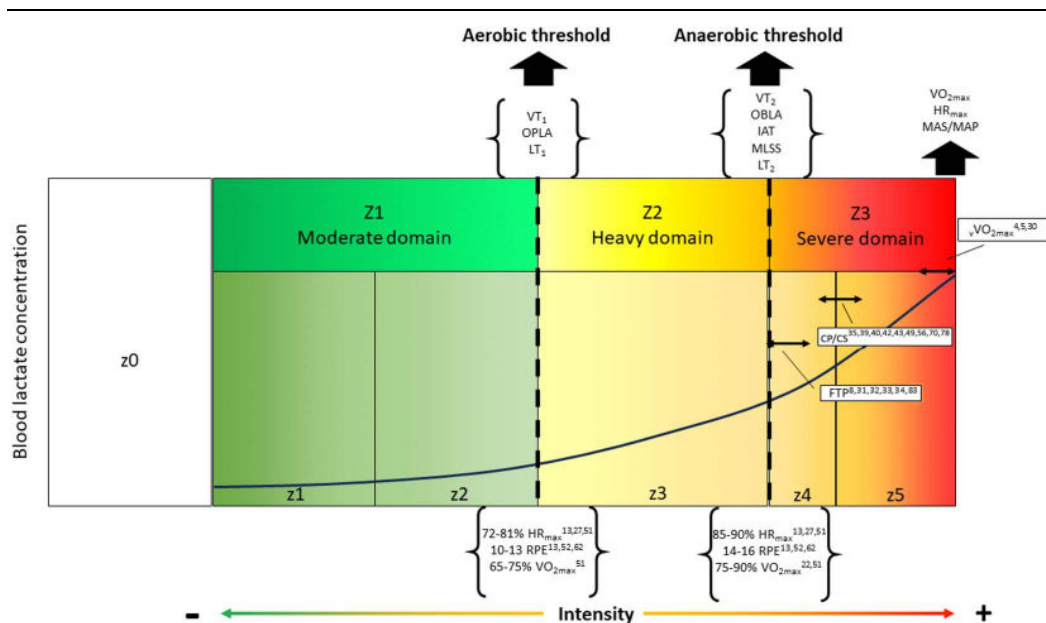 Aerobic threshold
Anaerobic threshold
VT₁
OPLA
LT₁
VT₂
OBLA
IAT
MLSS
LT₂
VO₂ₘₐₓ
HRₘₐₓ
MAS/MAP
Blood lactate concentration
z0
Z1
Moderate domain
Z2
Heavy domain
Z3
Severe domain
ᵥVO₂ₘₐₓ⁴,⁵,³⁰
CP/CS³⁵,³⁹,⁴⁰,⁴²,⁴³,⁴⁹,⁵⁶,⁷⁰,⁷⁸
FTP⁸,³¹,³²,³³,³⁴,⁸³
z1
z2
z3
z4
z5
72-81% HRₘₐₓ¹³,²⁷,⁵¹
10-13 RPE¹³,⁵²,⁶²
65-75% VO₂ₘₐₓ⁵¹
85-90% HRₘₐₓ¹³,²⁷,⁵¹
14-16 RPE¹³,⁵²,⁶²
75-90% VO₂ₘₐₓ²²,⁵¹
- Intensity +